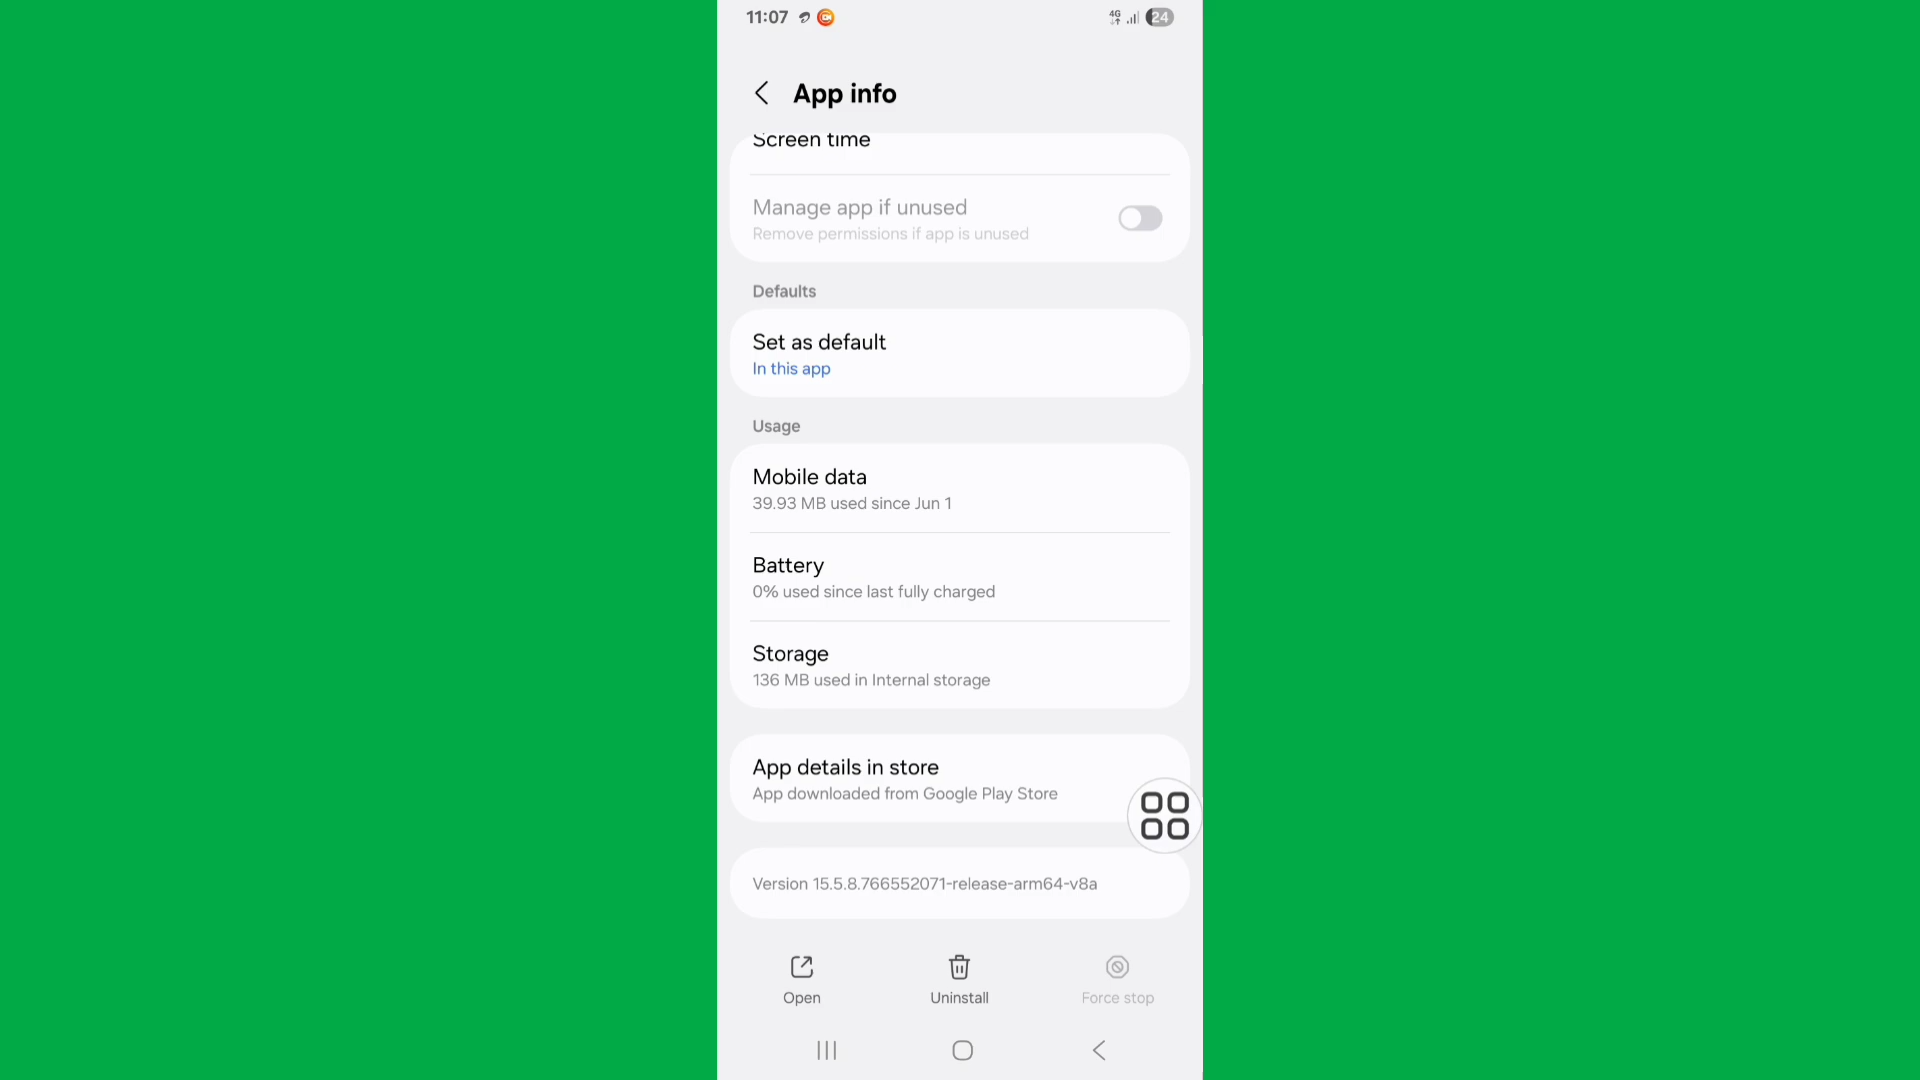 11:07
4G
24
App info
Screen time
Manage app if unused
Remove permissions if app is unused
Defaults
Set as default
In this app
Usage
Mobile data
39.93 MB used since Jun 1
Battery
0% used since last fully charged
Storage
136 MB used in Internal storage
App details in store
App downloaded from Google Play Store
Version 15.5.8.766552071-release-arm64-v8a
Open
Uninstall
Force stop